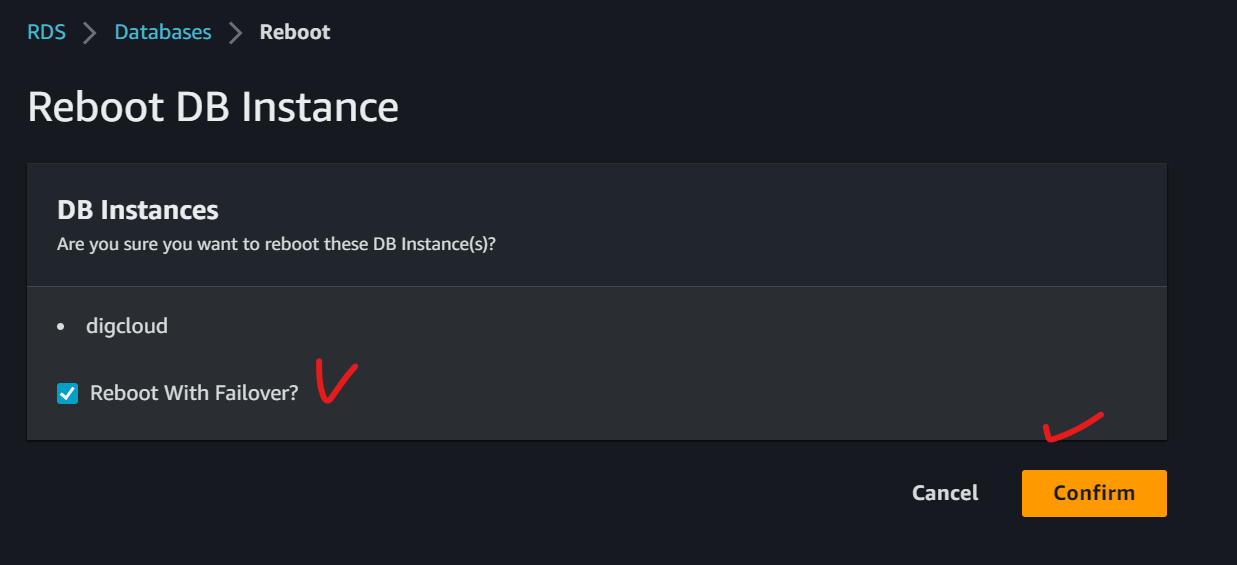 RDS > Databases > Reboot
Reboot DB Instance
DB Instances
Are you sure you want to reboot these DB Instance(s)?
• digcloud
Reboot With Failover?
Cancel Confirm